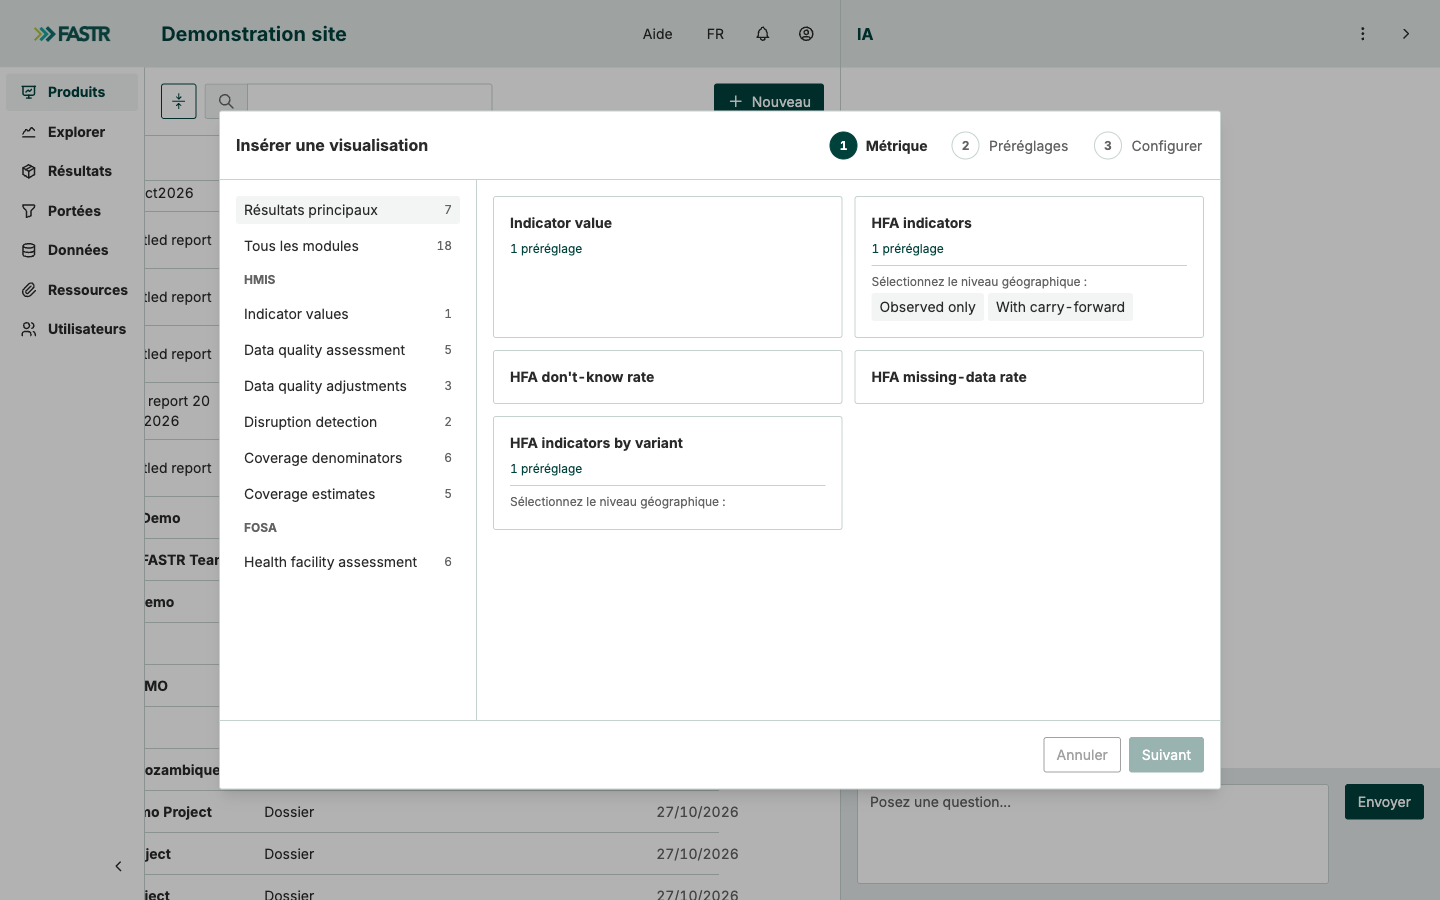 FASTR
Demonstration site
Aide
FR
IA
Produits
Explorer
Résultats
Portées
Données
Ressources
Utilisateurs
Nouveau
ct2026
tled report
tled report
tled report
report 20
2026
tled report
Demo
FASTR Tear
emo
MO
ozambique
no Project
Dossier
27/10/2026
ject
Dossier
27/10/2026
ject
Dossier
27/10/2026
Insérer une visualisation
1 Métrique
2 Préréglages
3 Configurer
Résultats principaux 7
Tous les modules 18
HMIS
Indicator values 1
Data quality assessment 5
Data quality adjustments 3
Disruption detection 2
Coverage denominators 6
Coverage estimates 5
FOSA
Health facility assessment 6
Indicator value
1 préréglage
HFA indicators
1 préréglage
Sélectionnez le niveau géographique :
Observed only
With carry-forward
HFA don't-know rate
HFA missing-data rate
HFA indicators by variant
1 préréglage
Sélectionnez le niveau géographique :
Annuler
Suivant
Posez une question...
Envoyer